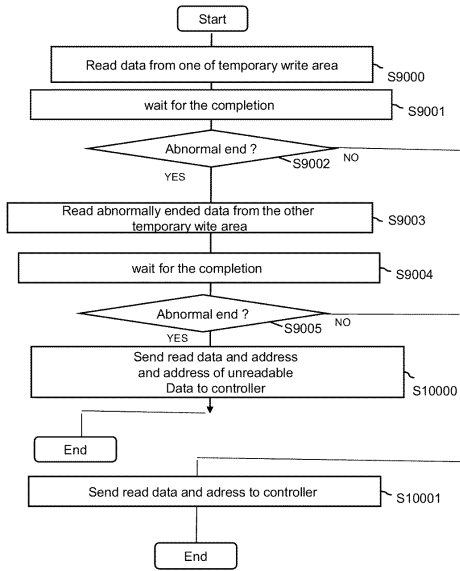 Start
Read data from one of temporary write area
S9000
wait for the completion
S9001
Abnormal end ?
S9002
NO
YES
Read abnormally ended data from the other
temporary wite area
S9003
wait for the completion
S9004
Abnormal end ?
S9005
NO
YES
Send read data and address
and address of unreadable
Data to controller
S10000
End
Send read data and adress to controller
S10001
End